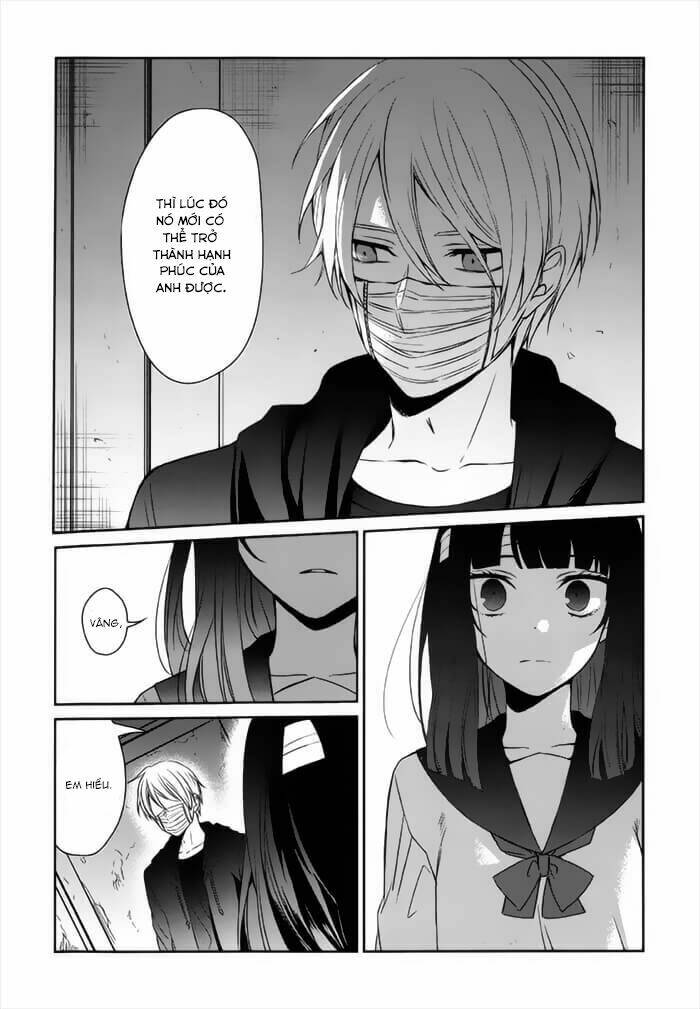 THÌ LÚC ĐÓ
NÓ MỚI CÓ
THỂ TRỞ
THÀNH HẠNH
PHÚC CỦA
ANH ĐƯỢC.
VÂNG,
EM HIỂU.